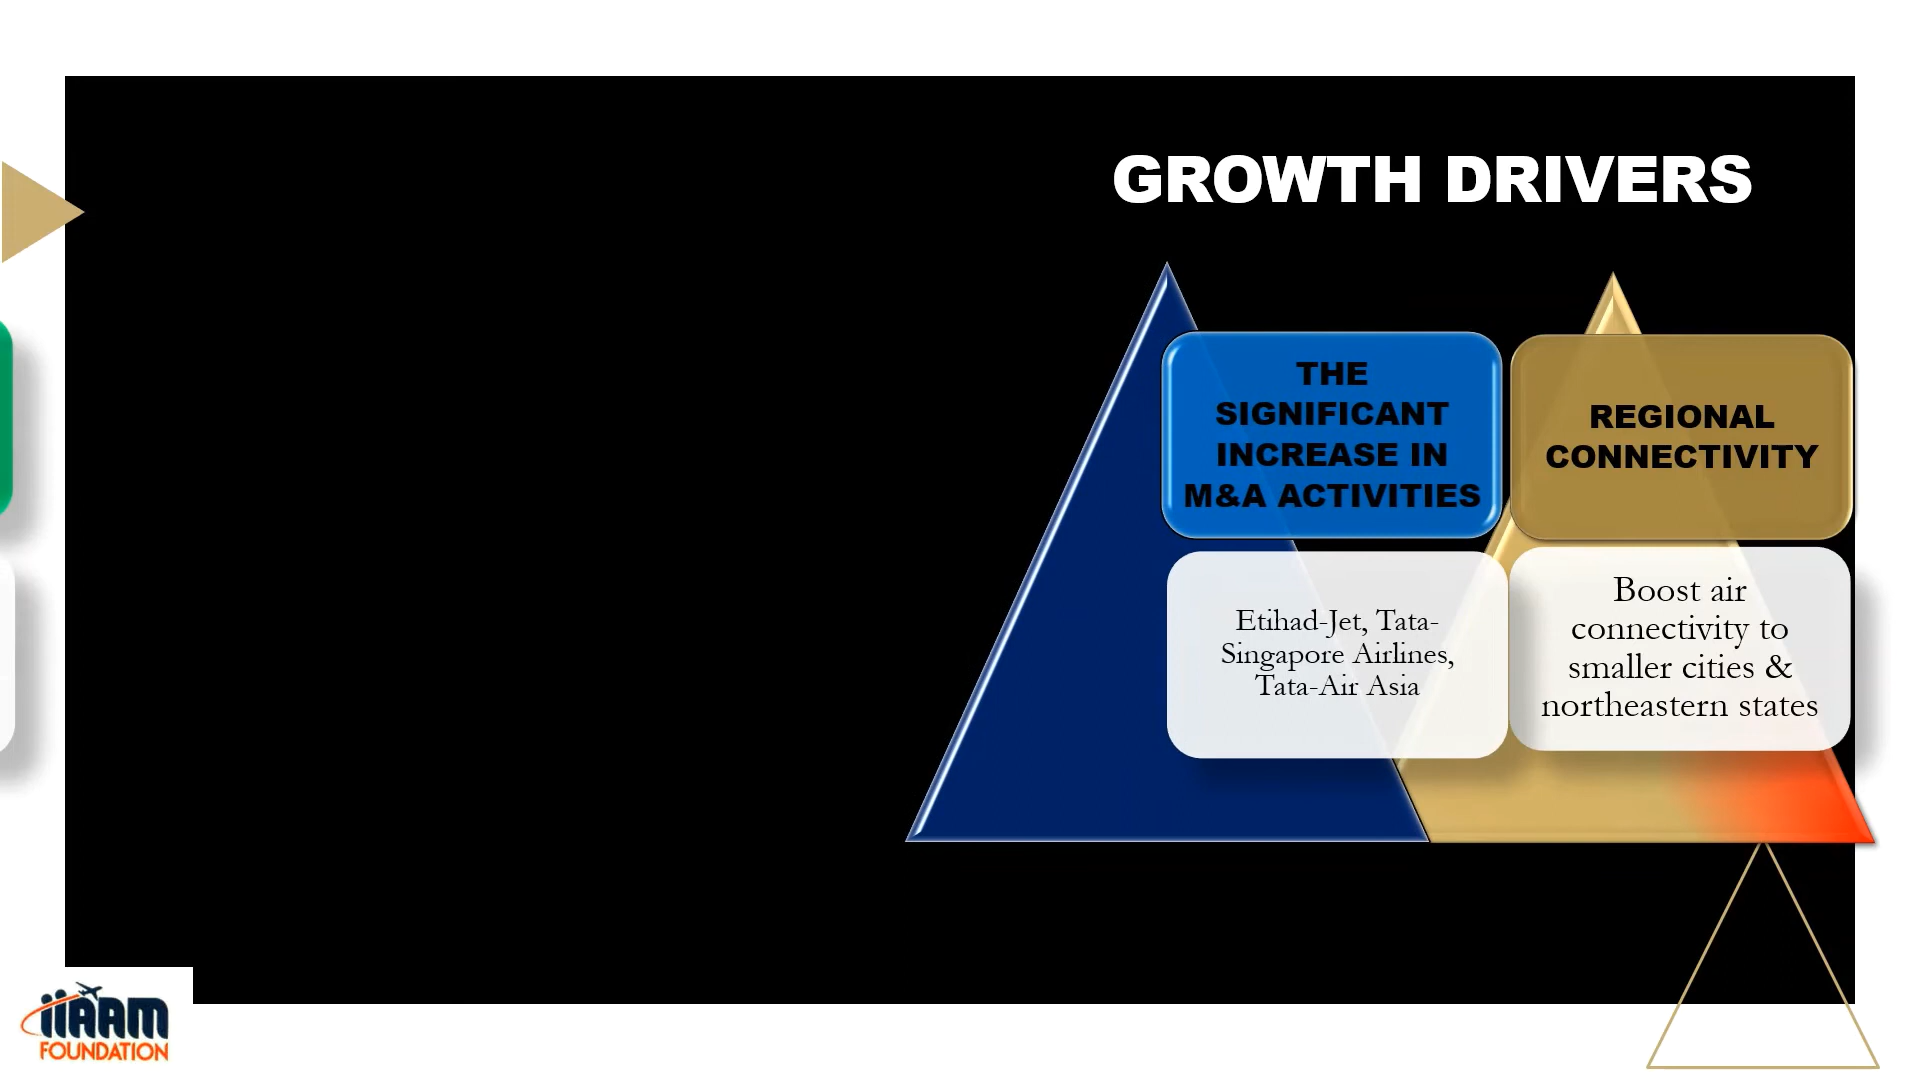 GROWTH DRIVERS
THE
SIGNIFICANT
INCREASE IN
M&A ACTIVITIES
Etihad-Jet, Tata-
Singapore Airlines,
Tata-Air Asia
REGIONAL
CONNECTIVITY
Boost air
connectivity to
smaller cities &
northeastern states
iiAAM
FOUNDATION